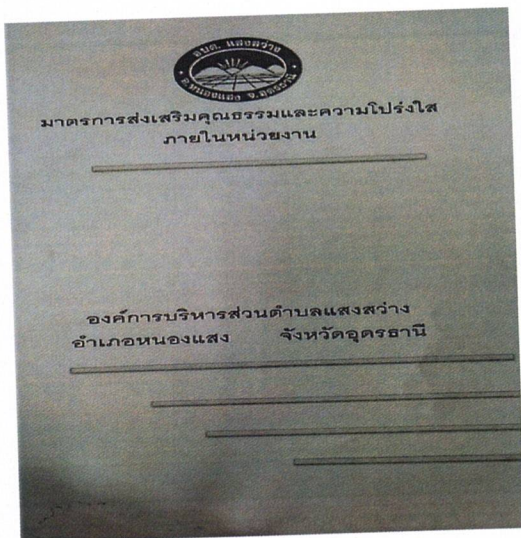 อบต. แสงสว่าง
อ.หนองแสง จ.อุดรธานี
มาตรการส่งเสริมคุณธรรมและความโปร่งใส
ภายในหน่วยงาน
องค์การบริหารส่วนตำบลแสงสว่าง
อำเภอหนองแสง จังหวัดอุดรธานี